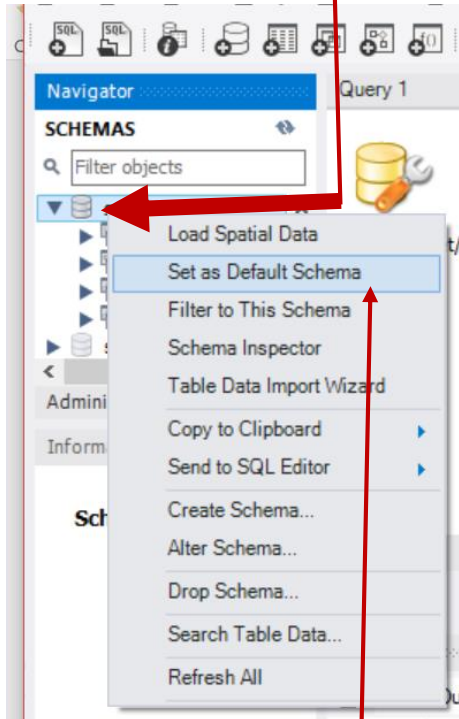 SQL SQL
Navigator
Query 1
SCHEMAS
Filter objects
Load Spatial Data
Set as Default Schema
Filter to This Schema
Schema Inspector
Table Data Import Wizard
Copy to Clipboard
Send to SQL Editor
Create Schema...
Alter Schema...
Drop Schema...
Search Table Data...
Refresh All
Admini
Inform
Sch